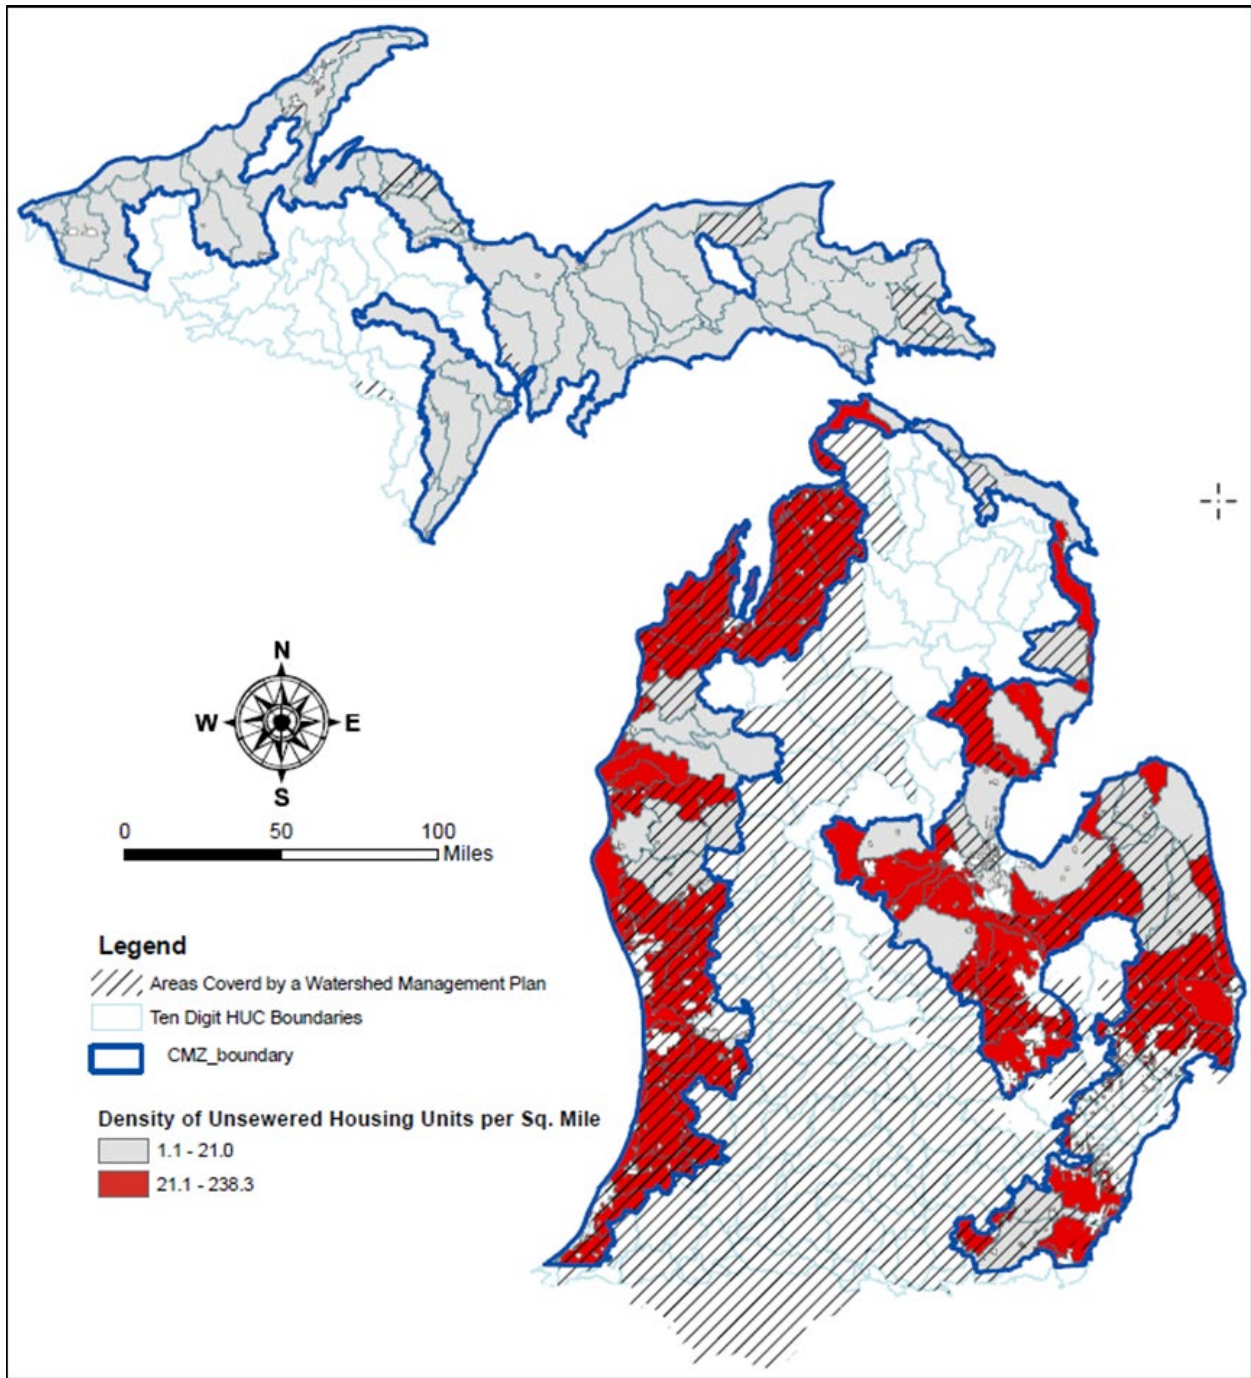 N
W E
S
0 50 100
Miles
Legend
Areas Coverd by a Watershed Management Plan
Ten Digit HUC Boundaries
CMZ_boundary
Density of Unsewered Housing Units per Sq. Mile
1.1 - 21.0
21.1 - 238.3